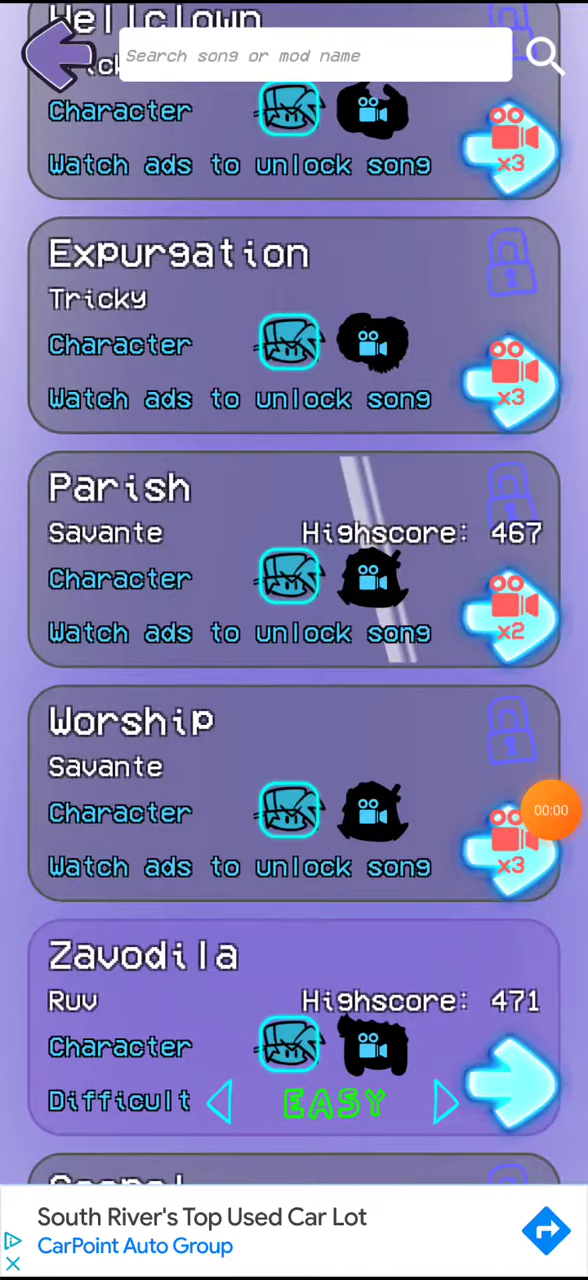 Hellclown
Search song or mod name
Character
Watch ads to unlock song
x3
Expurgation
Tricky
Character
Watch ads to unlock song
x3
Parish
Savante Highscore: 467
Character
Watch ads to unlock song
x2
Worship
Savante
00:00
Character
Watch ads to unlock song
x3
Zavodila
Ruv Highscore: 471
Character
Difficult EASY
South River's Top Used Car Lot
CarPoint Auto Group